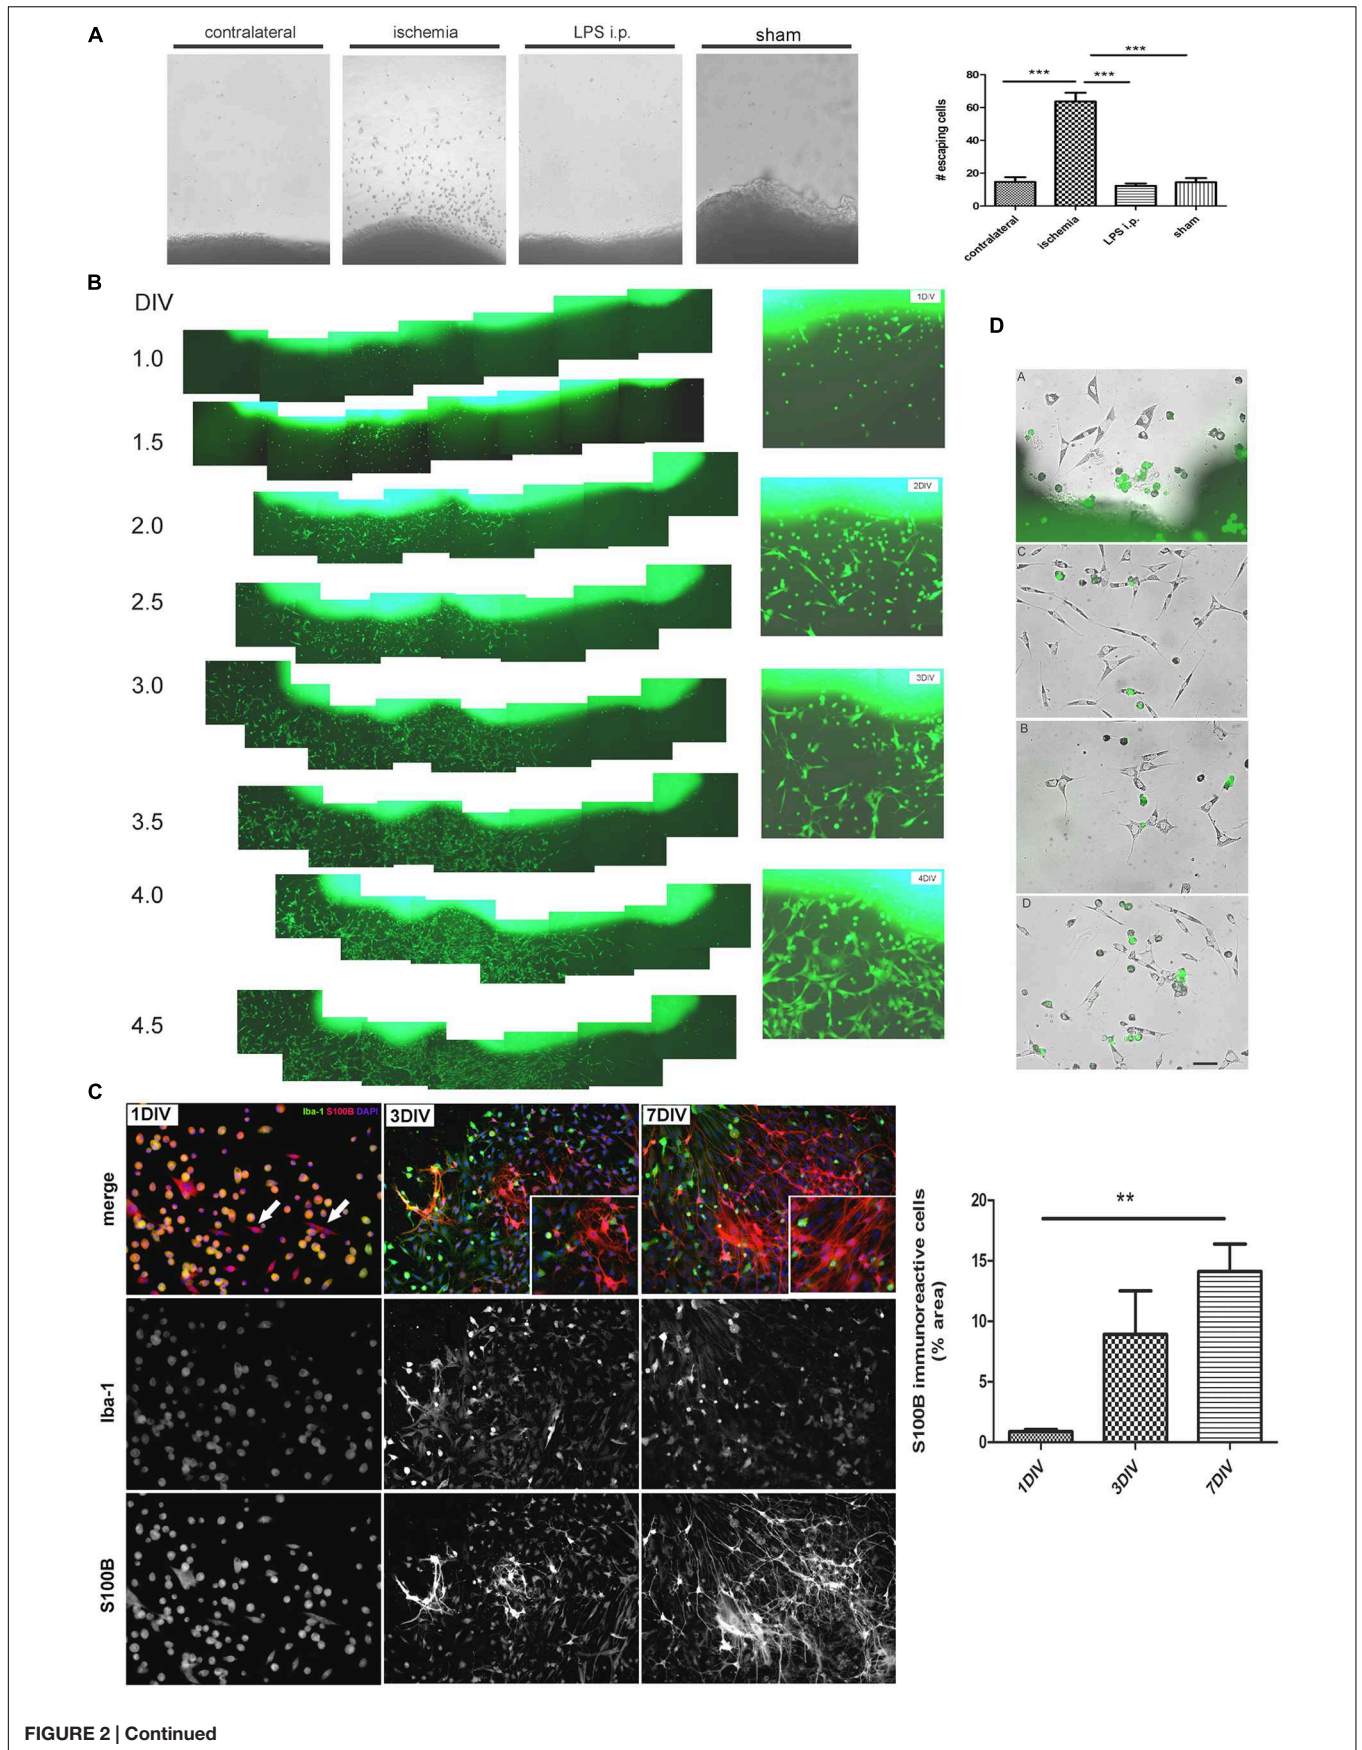 A
contralateral
ischemia
LPS i.p.
sham
***
***
***
# escaping cells
80
60
40
20
0
contralateral
ischemia
LPS i.p.
sham
B
DIV
1.0
1.5
2.0
2.5
3.0
3.5
4.0
4.5
1DIV
2DIV
3DIV
4DIV
D
A
C
B
D
C
1DIV
Iba-1 S100B DAPI
3DIV
7DIV
merge
Iba-1
S100B
**
S100B immunoreactive cells
(% area)
20
15
10
5
0
1DIV
3DIV
7DIV
FIGURE 2 | Continued